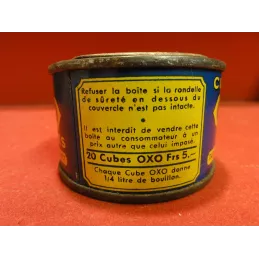 Refuser la boîte si la rondelle
de sûreté en dessous du
couvercle n'est pas intacte.
Il est interdit de vendre cette
boîte au consommateur à un
prix autre que celui imposé.
20 Cubes OXO Frs 5,—
Chaque Cube OXO donne
1/4 litre de bouillon.